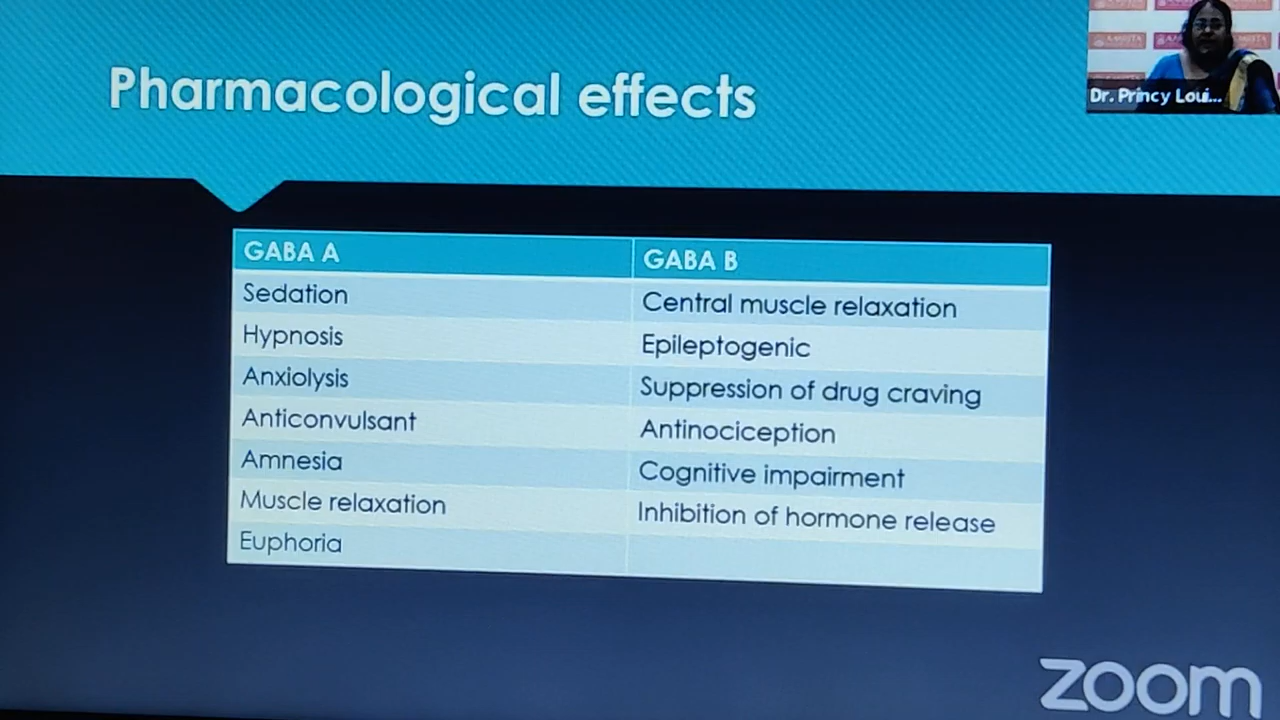 Pharmacological effects
Dr. Princy Loui...
GABA A
GABA B
Sedation
Central muscle relaxation
Hypnosis
Epileptogenic
Anxiolysis
Suppression of drug craving
Anticonvulsant
Antinociception
Amnesia
Cognitive impairment
Muscle relaxation
Inhibition of hormone release
Euphoria
zoom